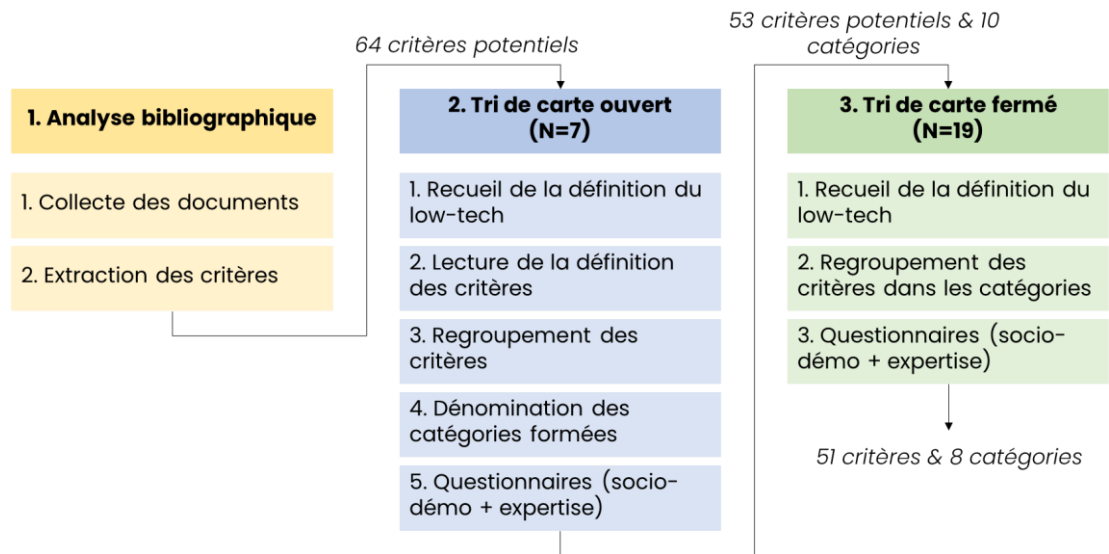 64 critères potentiels
53 critères potentiels & 10
catégories
1. Analyse bibliographique
1. Collecte des documents
2. Extraction des critères
2. Tri de carte ouvert
(N=7)
1. Recueil de la définition du
low-tech
2. Lecture de la définition
des critères
3. Regroupement des
critères
4. Dénomination des
catégories formées
5. Questionnaires (socio-
démo + expertise)
3. Tri de carte fermé
(N=19)
1. Recueil de la définition du
low-tech
2. Regroupement des
critères dans les catégories
3. Questionnaires (socio-
démo + expertise)
51 critères & 8 catégories